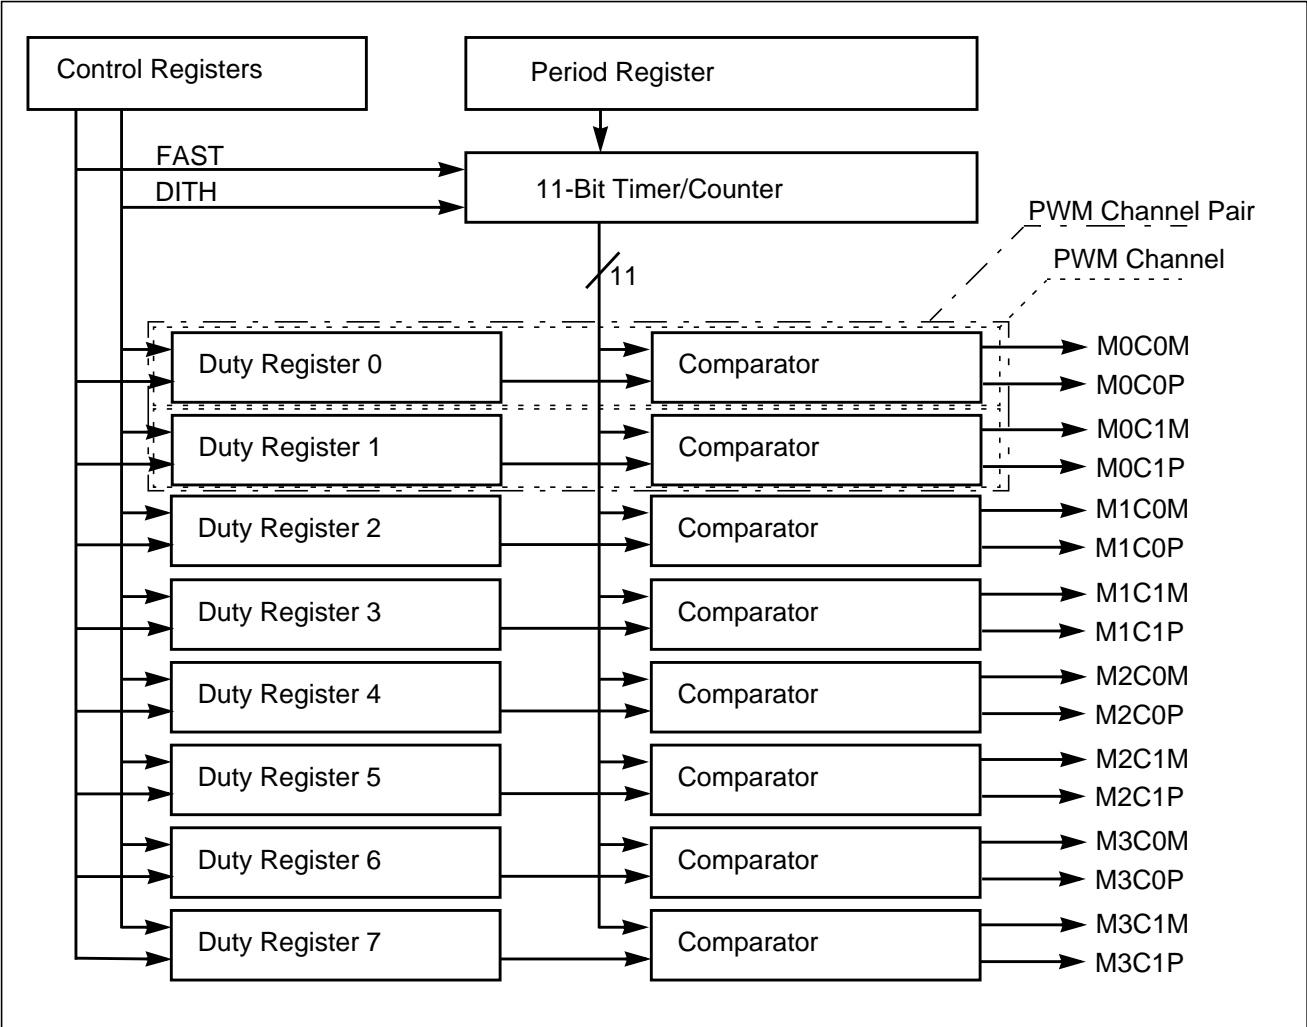 Control Registers
Period Register
FAST
DITH
11-Bit Timer/Counter
PWM Channel Pair
PWM Channel
11
Duty Register 0
Comparator
M0C0M
M0C0P
Duty Register 1
Comparator
M0C1M
M0C1P
Duty Register 2
Comparator
M1C0M
M1C0P
Duty Register 3
Comparator
M1C1M
M1C1P
Duty Register 4
Comparator
M2C0M
M2C0P
Duty Register 5
Comparator
M2C1M
M2C1P
Duty Register 6
Comparator
M3C0M
M3C0P
Duty Register 7
Comparator
M3C1M
M3C1P